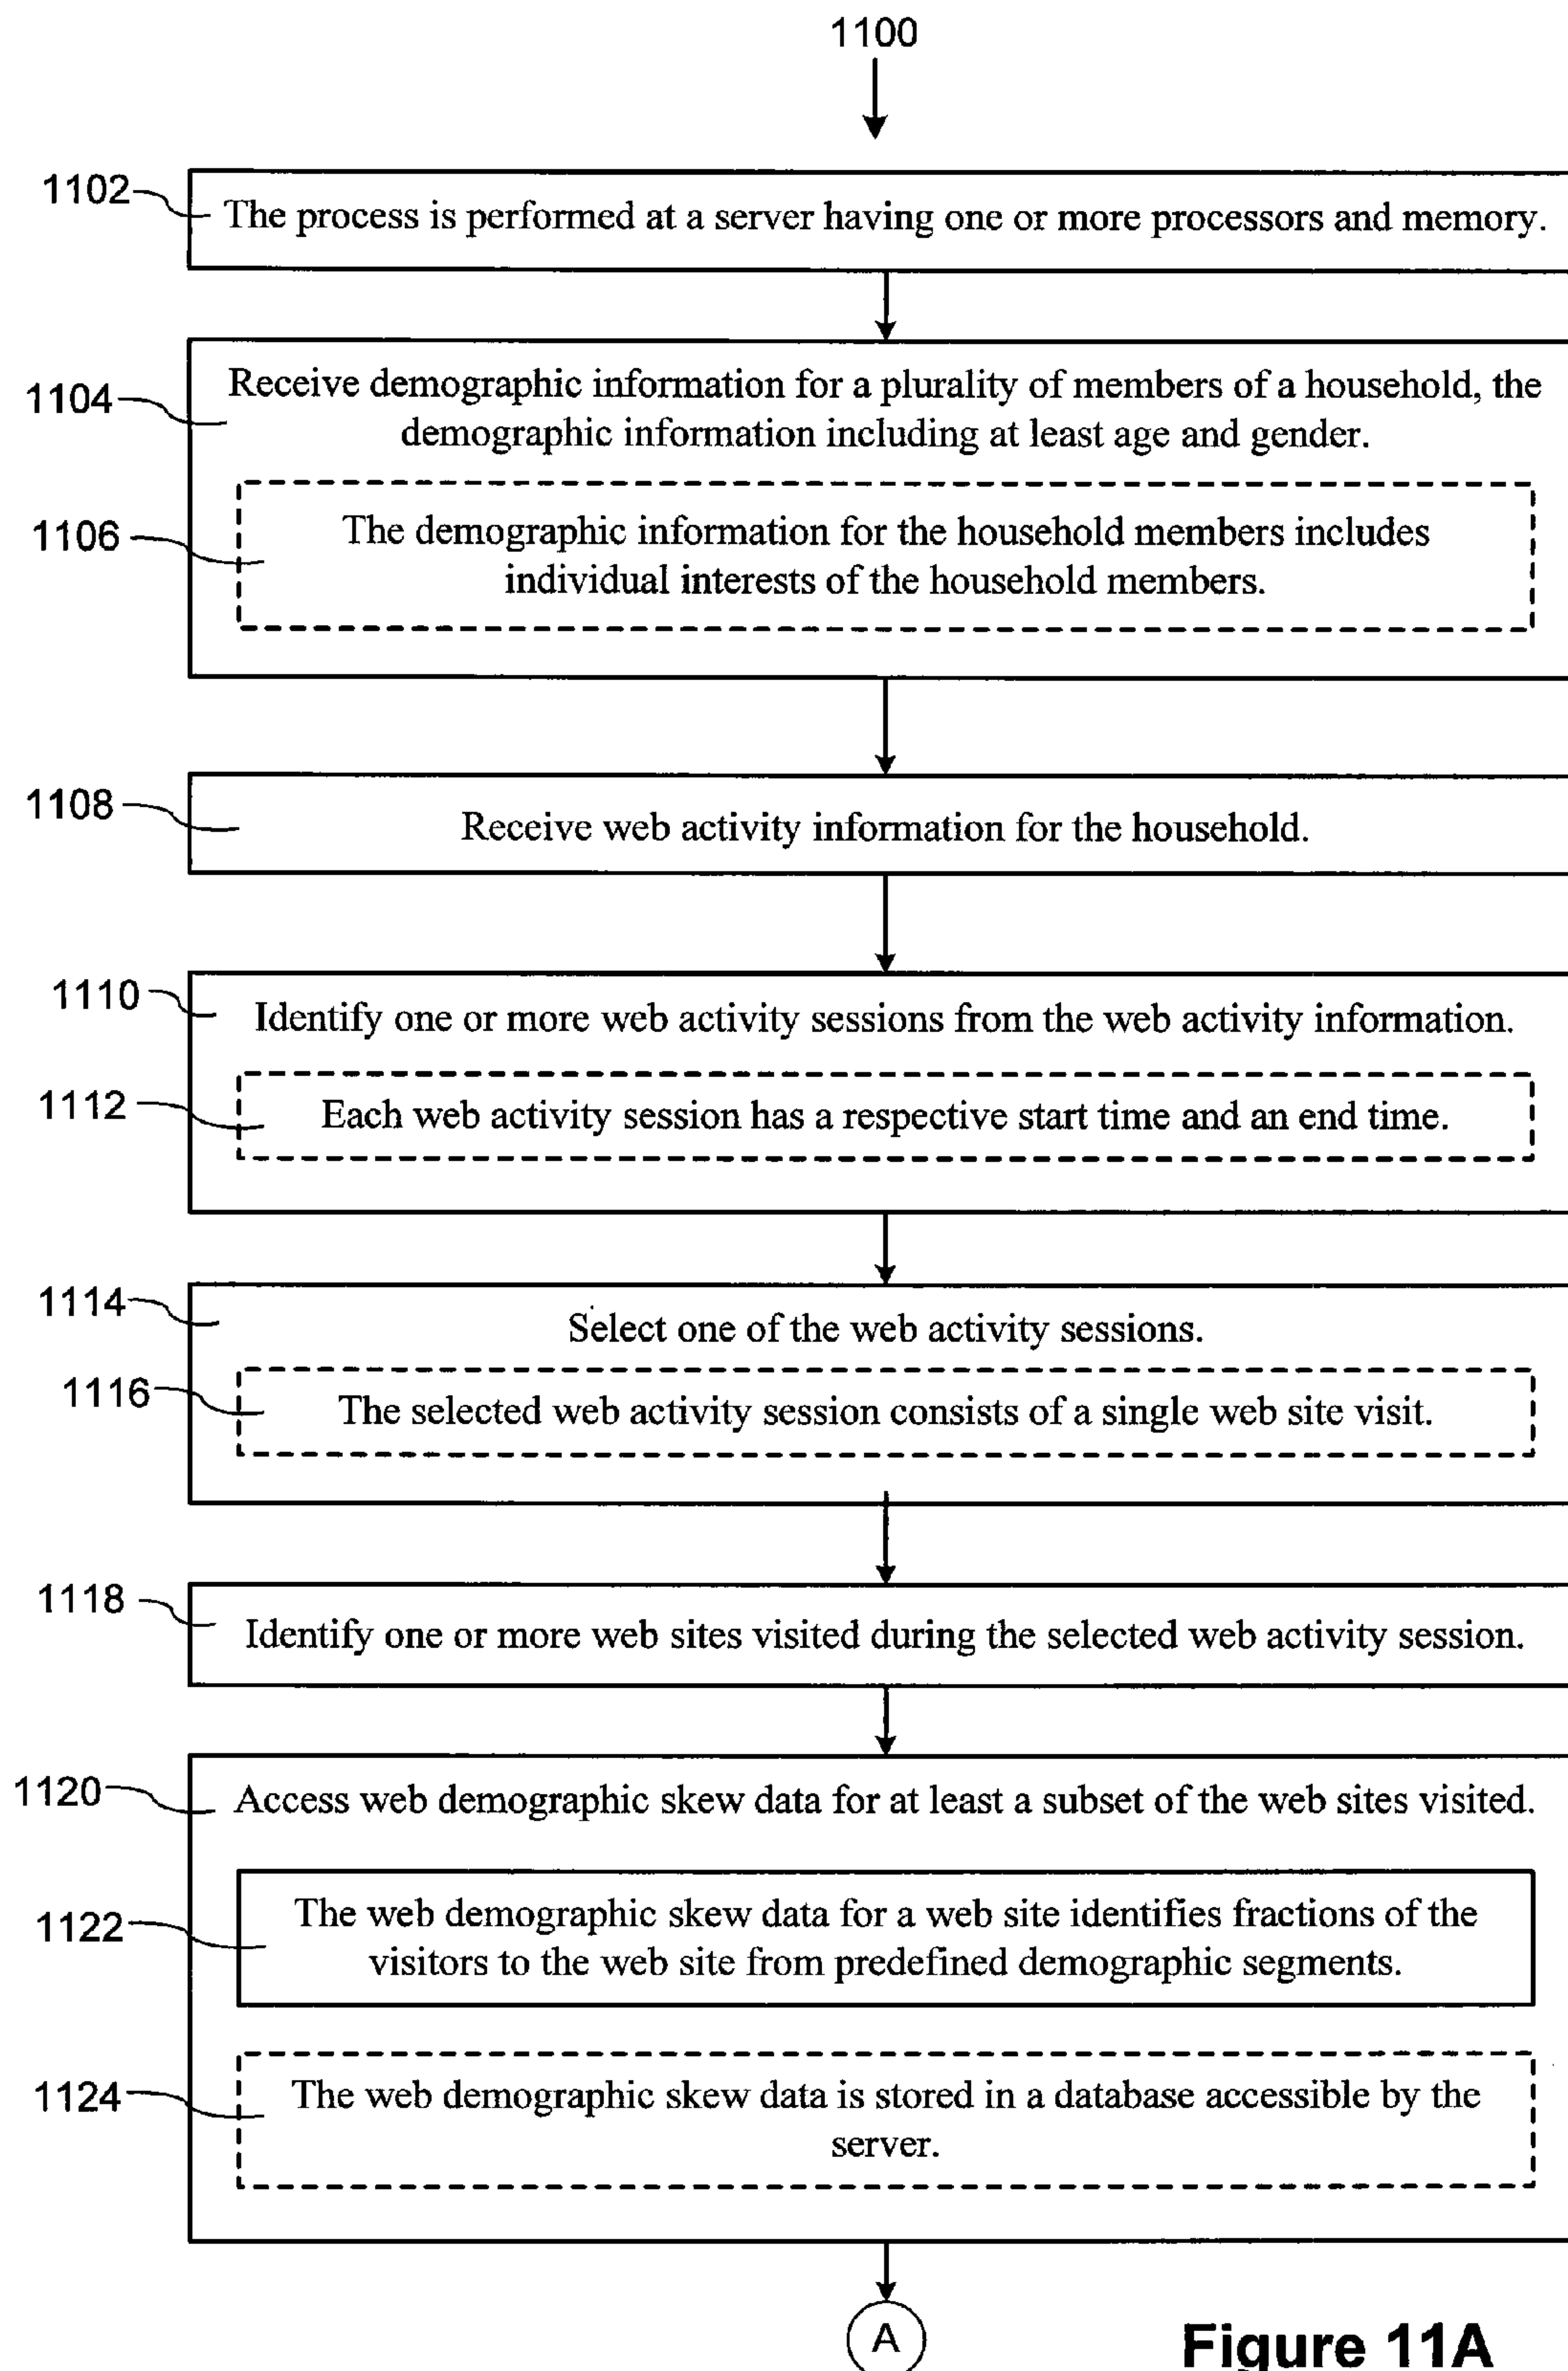 1100
1102
The process is performed at a server having one or more processors and memory.
1104
Receive demographic information for a plurality of members of a household, the
demographic information including at least age and gender.
1106
The demographic information for the household members includes
individual interests of the household members.
1108
Receive web activity information for the household.
1110
Identify one or more web activity sessions from the web activity information.
1112
Each web activity session has a respective start time and an end time.
1114
Select one of the web activity sessions.
1116
The selected web activity session consists of a single web site visit.
1118
Identify one or more web sites visited during the selected web activity session.
1120
Access web demographic skew data for at least a subset of the web sites visited.
1122
The web demographic skew data for a web site identifies fractions of the
visitors to the web site from predefined demographic segments.
1124
The web demographic skew data is stored in a database accessible by the
server.
A
Figure 11A